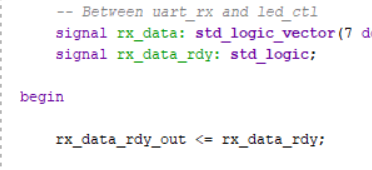 -- Between uart_rx and led_ctl
signal rx_data: std_logic_vector(7 d
signal rx_data_rdy: std_logic;
begin
rx_data_rdy_out <= rx_data_rdy;